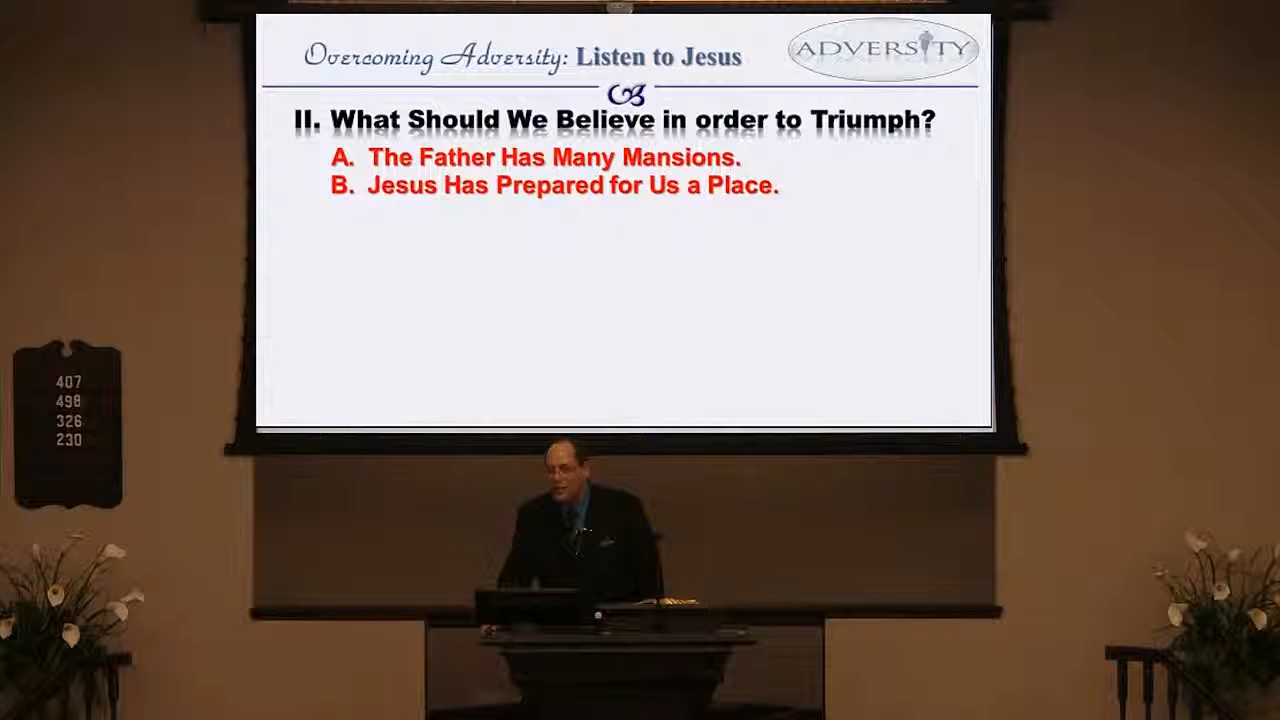 Overcoming Adversity: Listen to Jesus
ADVERSITY
II. What Should We Believe in order to Triumph?
A. The Father Has Many Mansions.
B. Jesus Has Prepared for Us a Place.
407
498
326
230